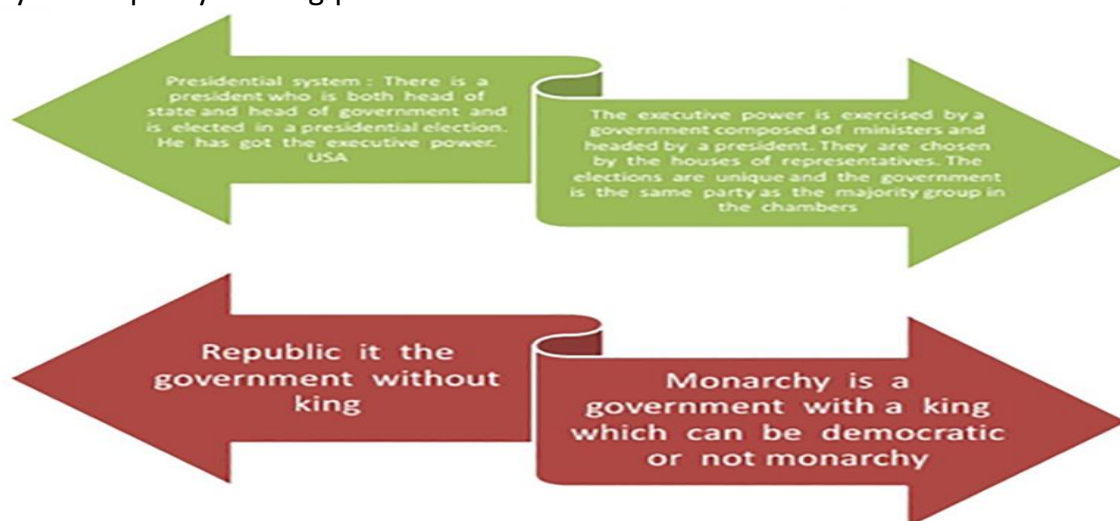 Presidential system : There is a
president who is both head of
state and head of government and
is elected in a presidential election.
He has got the executive power.
USA
The executive power is exercised by a
government composed of ministers and
headed by a president. They are chosen
by the houses of representatives. The
elections are unique and the government
is the same party as the majority group in
the chambers
Republic it the
government without
king
Monarchy is a
government with a king
which can be democratic
or not monarchy